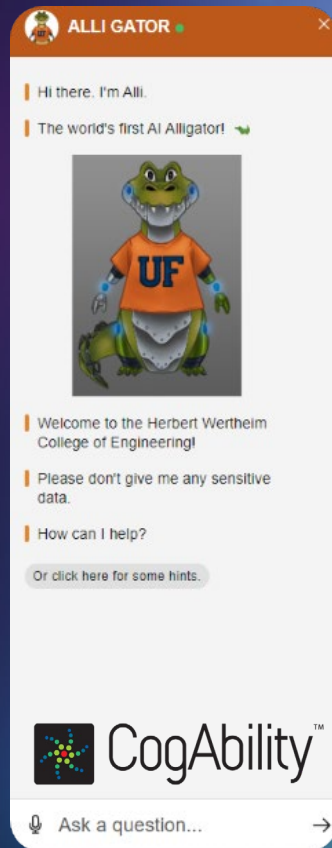 ALLI GATOR
Hi there. I'm Alli.
The world's first AI Alligator!
UF
Welcome to the Herbert Wertheim
College of Engineering!
Please don't give me any sensitive
data.
How can I help?
Or click here for some hints.
CogAbility™
Ask a question...